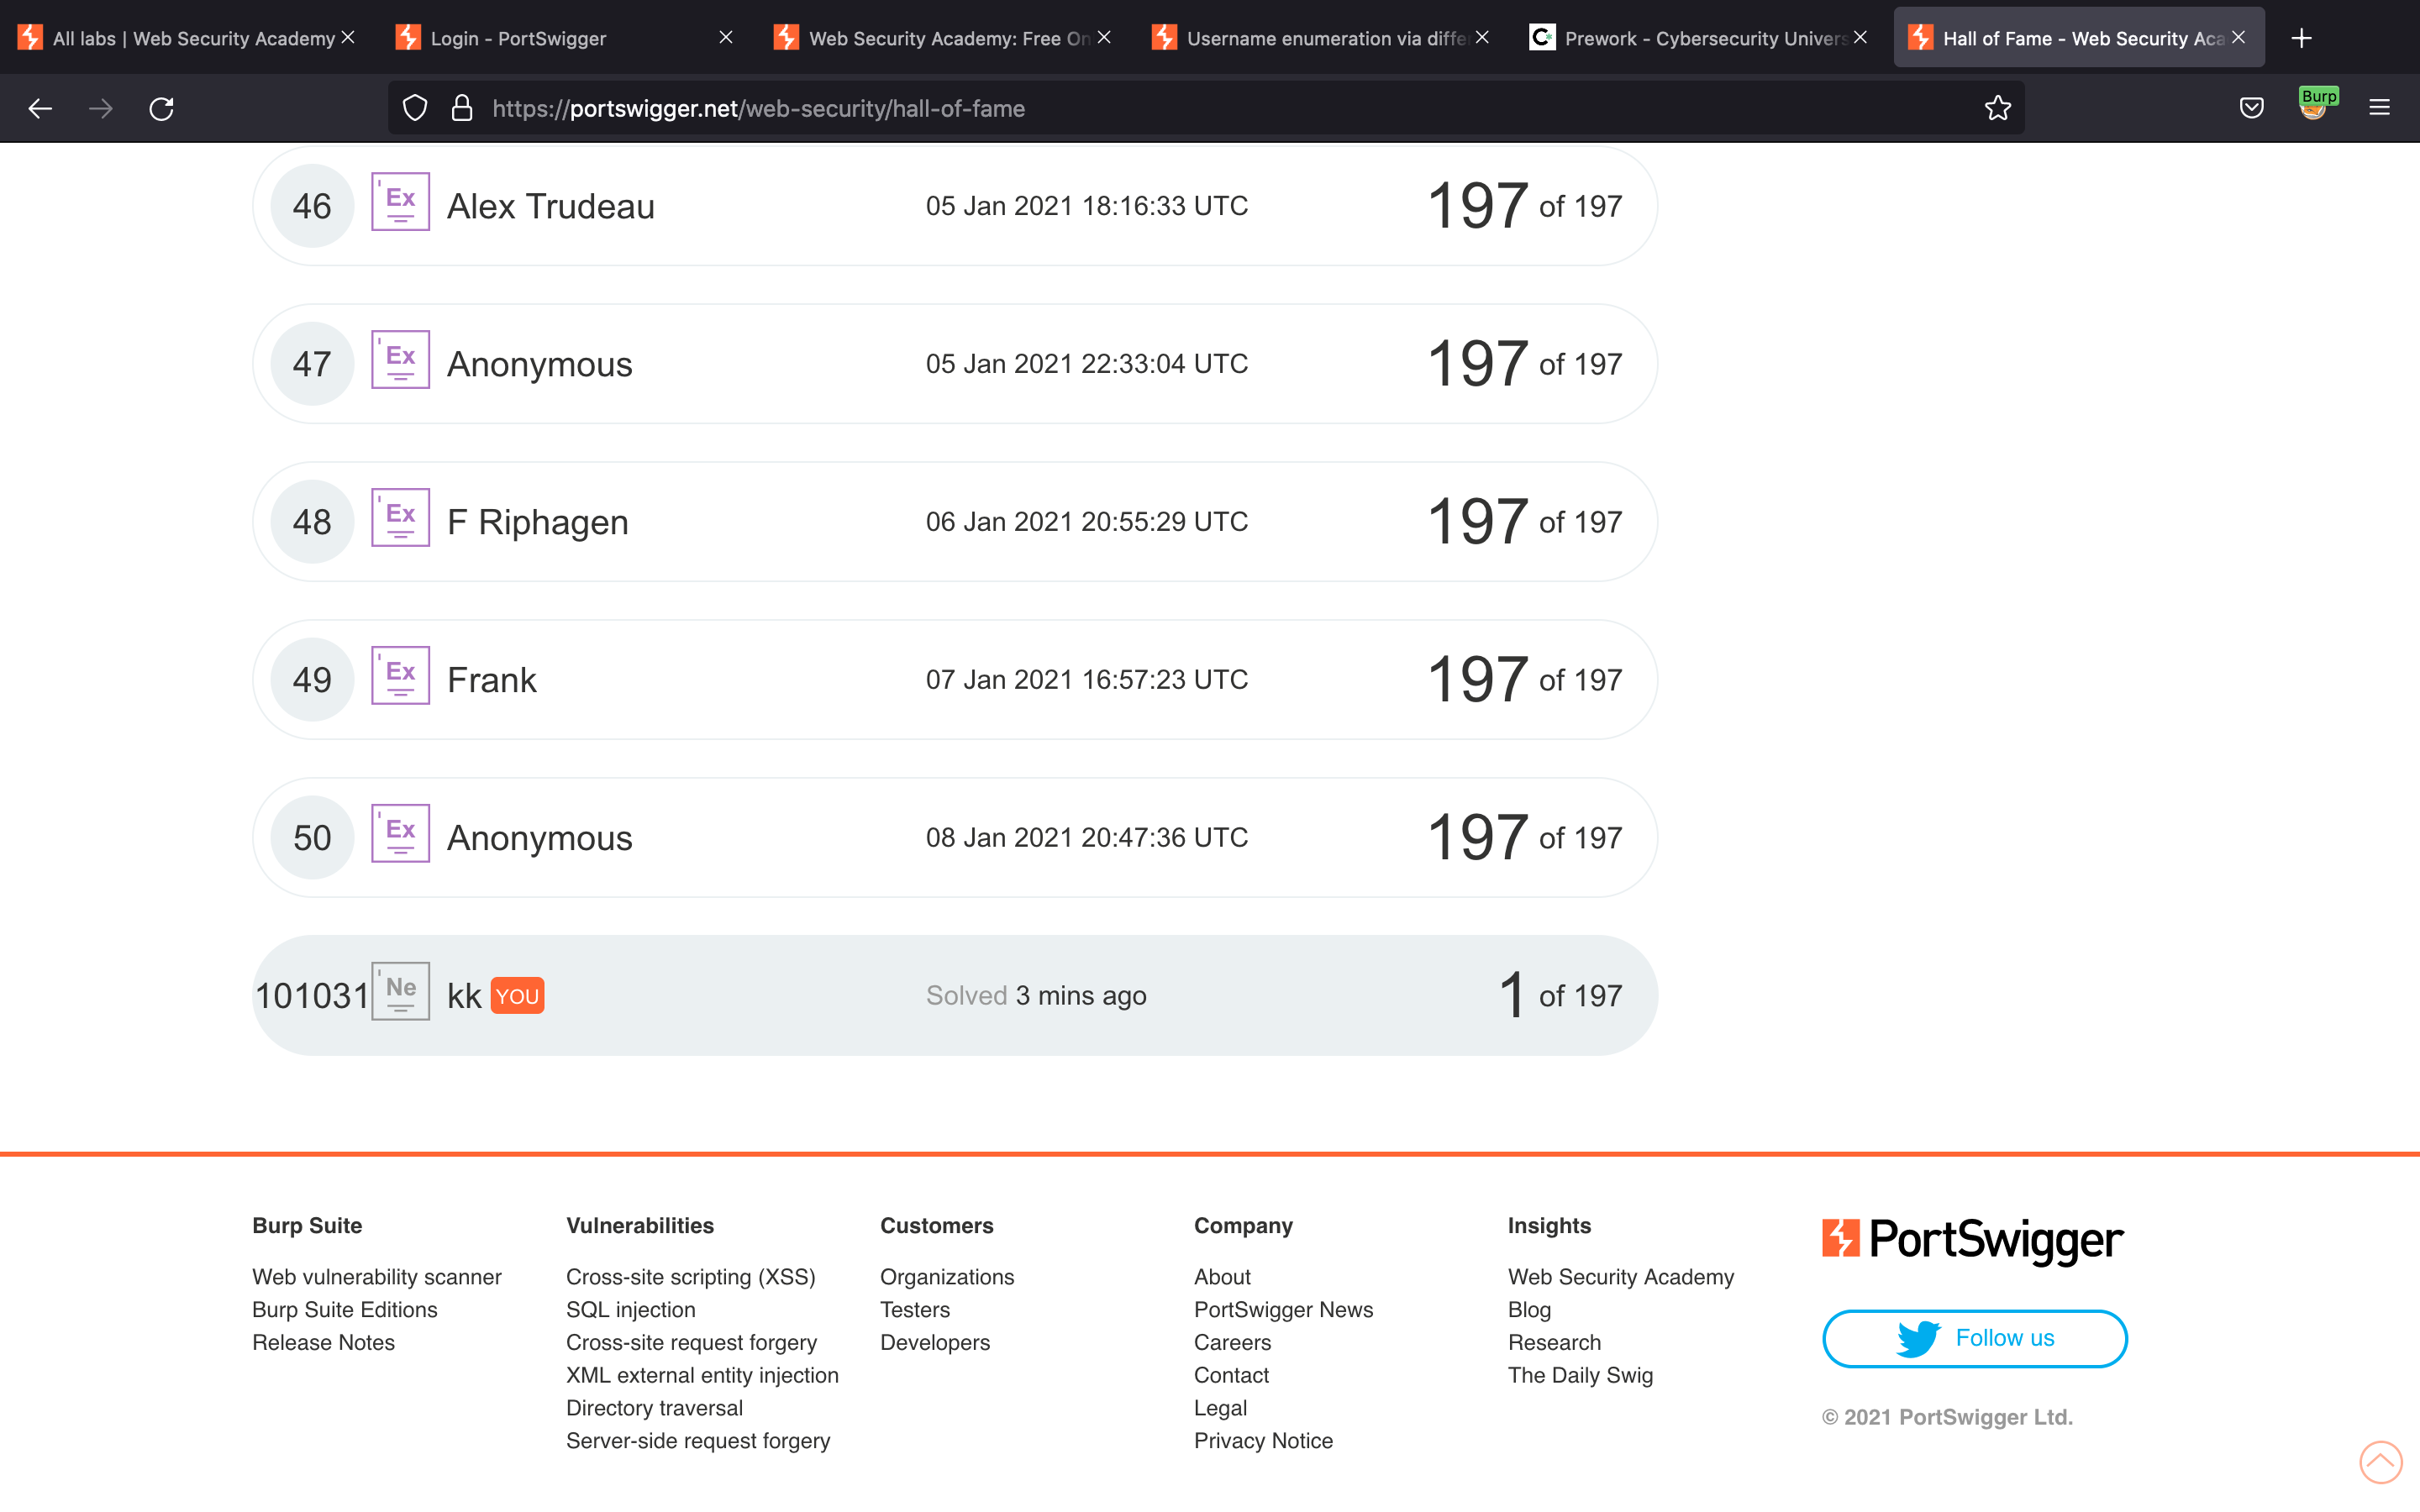 All labs | Web Security Academy
Login - PortSwigger
Web Security Academy: Free On
Username enumeration via diffe
C Prework - Cybersecurity Univers
Hall of Fame - Web Security Aca
https://portswigger.net/web-security/hall-of-fame
Burp
46 Ex Alex Trudeau 05 Jan 2021 18:16:33 UTC 197 of 197
47 Ex Anonymous 05 Jan 2021 22:33:04 UTC 197 of 197
48 Ex F Riphagen 06 Jan 2021 20:55:29 UTC 197 of 197
49 Ex Frank 07 Jan 2021 16:57:23 UTC 197 of 197
50 Ex Anonymous 08 Jan 2021 20:47:36 UTC 197 of 197
101031 Ne kk YOU Solved 3 mins ago 1 of 197
Burp Suite
Web vulnerability scanner
Burp Suite Editions
Release Notes
Vulnerabilities
Cross-site scripting (XSS)
SQL injection
Cross-site request forgery
XML external entity injection
Directory traversal
Server-side request forgery
Customers
Organizations
Testers
Developers
Company
About
PortSwigger News
Careers
Contact
Legal
Privacy Notice
Insights
Web Security Academy
Blog
Research
The Daily Swig
PortSwigger
Follow us
© 2021 PortSwigger Ltd.